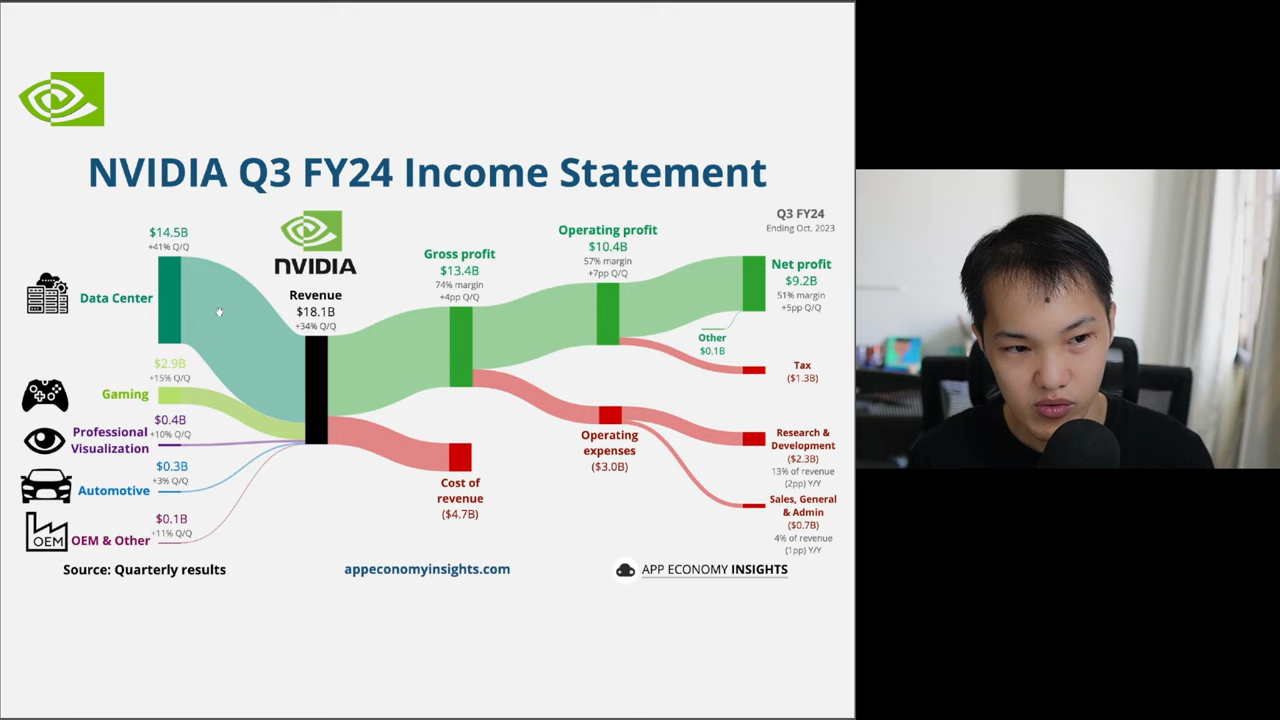 NVIDIA Q3 FY24 Income Statement
Q3 FY24
Ending Oct, 2023
$14.5B
+41% Q/Q
Data Center
$2.9B
+15% Q/Q
Gaming
$0.4B
+10% Q/Q
Professional
Visualization
$0.3B
+3% Q/Q
Automotive
$0.1B
+11% Q/Q
OEM
OEM & Other
NVIDIA
Revenue
$18.1B
+34% Q/Q
Gross profit
$13.4B
74% margin
+4pp Q/Q
Cost of
revenue
($4.7B)
Operating profit
$10.4B
57% margin
+7pp Q/Q
Operating
expenses
($3.0B)
Net profit
$9.2B
51% margin
+5pp Q/Q
Other
$0.1B
Tax
($1.3B)
Research &
Development
($2.3B)
13% of revenue
(2pp) Y/Y
Sales, General
& Admin
($0.7B)
4% of revenue
(1pp) Y/Y
Source: Quarterly results
appeconomyinsights.com
APP ECONOMY INSIGHTS